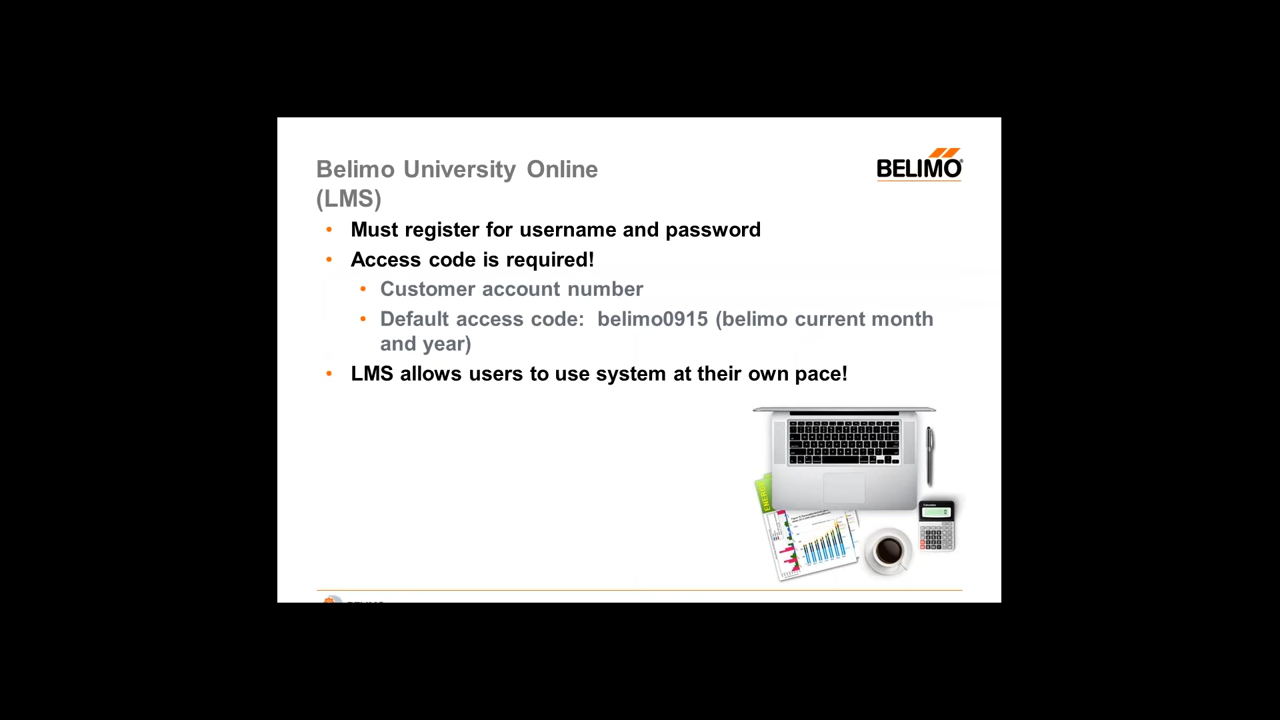 Belimo University Online
(LMS)
BELIMO
• Must register for username and password
• Access code is required!
• Customer account number
• Default access code: belimo0915 (belimo current month
and year)
• LMS allows users to use system at their own pace!
ENERG